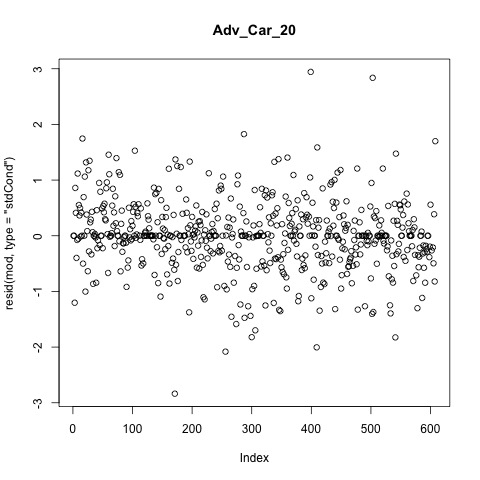 Adv_Car_20
resid(mod, type = "stdCond")
3
2
1
0
-1
-2
-3
0 100 200 300 400 500 600
Index